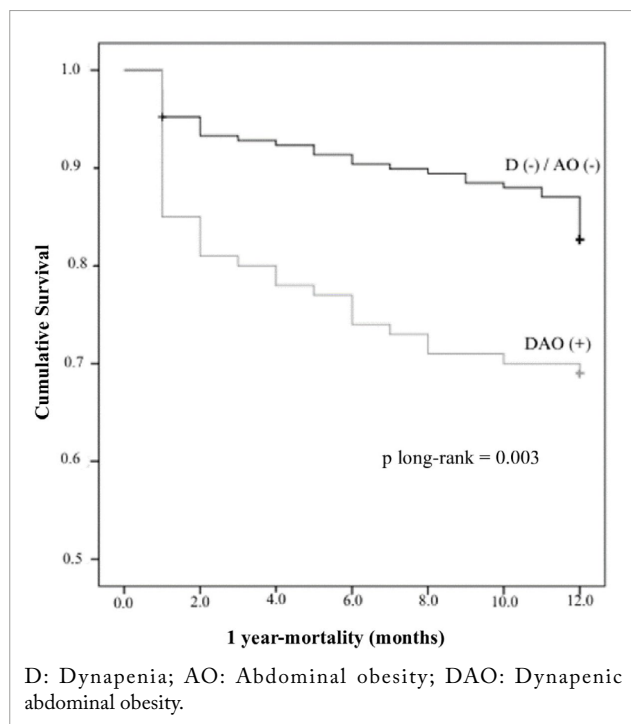 1.0
0.9
0.8
0.7
0.6
0.5
Cumulative Survival
D (-) / AO (-)
DAO (+)
p long-rank = 0.003
0.0 2.0 4.0 6.0 8.0 10.0 12.0
1 year-mortality (months)
D: Dynapenia; AO: Abdominal obesity; DAO: Dynapenic
abdominal obesity.